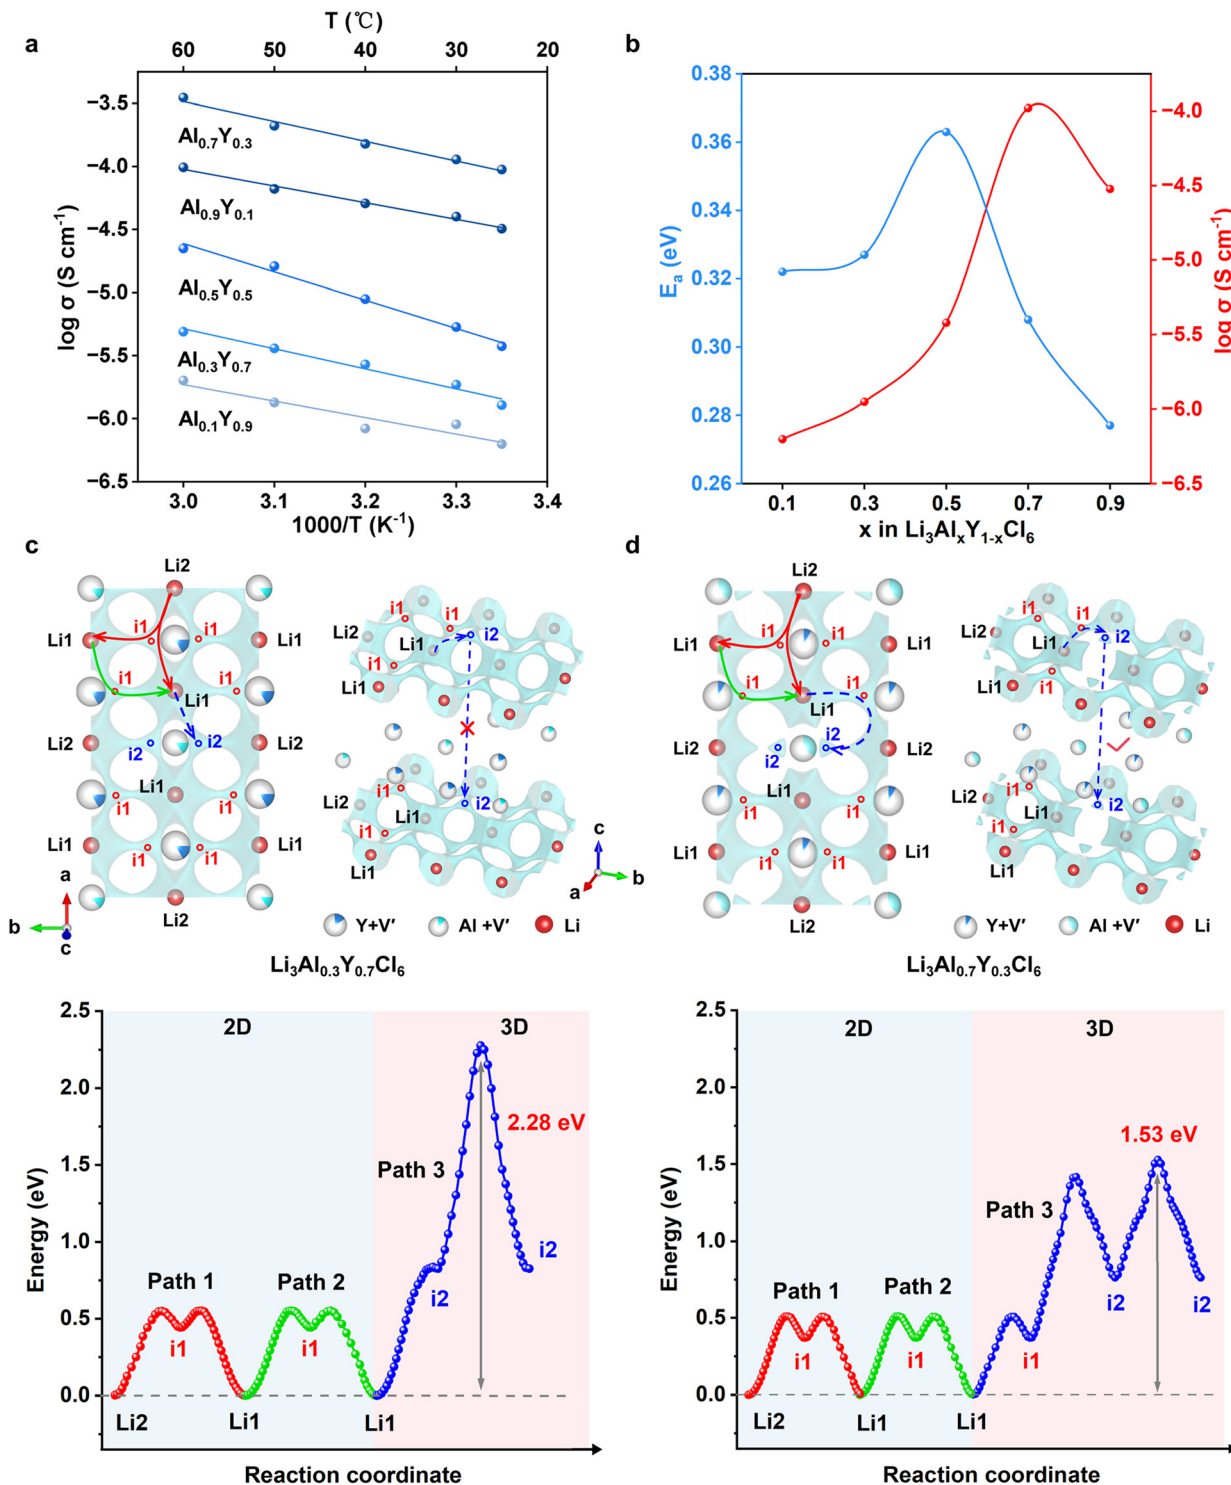 a
T (℃)
60 50 40 30 20
log σ (S cm⁻¹)
−3.5
−4.0
−4.5
−5.0
−5.5
−6.0
−6.5
Al₀.₇Y₀.₃
Al₀.₉Y₀.₁
Al₀.₅Y₀.₅
Al₀.₃Y₀.₇
Al₀.₁Y₀.₉
3.0 3.1 3.2 3.3 3.4
1000/T (K⁻¹)
b
Eₐ (eV)
0.38
0.36
0.34
0.32
0.30
0.28
0.26
log σ (S cm⁻¹)
−4.0
−4.5
−5.0
−5.5
−6.0
−6.5
0.1 0.3 0.5 0.7 0.9
x in Li₃AlₓY₁₋ₓCl₆
c
Li2
Li1 i1 i1 Li1
i1 i1
Li1
Li2 i2 i2 Li2
Li1
i1 i1
Li1 i1 i1 Li1
Li2
a
b
c
i1 i1
Li2 Li1 i2
i1
Li1
i1
Li2 Li1 i2
i1
Li1
c
b
a
Y+V′ Al +V′ Li
Li₃Al₀.₃Y₀.₇Cl₆
d
Li2
Li1 i1 i1 Li1
i1 i1
Li1
Li2 i2 i2 Li2
Li1
i1 i1
Li1 i1 i1 Li1
Li2
i1 i1
Li2 Li1 i2
i1
Li1
i1
Li2 Li1 i2
i1
Li1
Y+V′ Al +V′ Li
Li₃Al₀.₇Y₀.₃Cl₆
Energy (eV)
2.5
2.0
1.5
1.0
0.5
0.0
2D 3D
2.28 eV
Path 3
Path 1 Path 2
i1 i1 i2 i2
Li2 Li1 Li1
Reaction coordinate
Energy (eV)
2.5
2.0
1.5
1.0
0.5
0.0
2D 3D
1.53 eV
Path 3
Path 1 Path 2
i1 i1 i1 i2 i2
Li2 Li1 Li1
Reaction coordinate